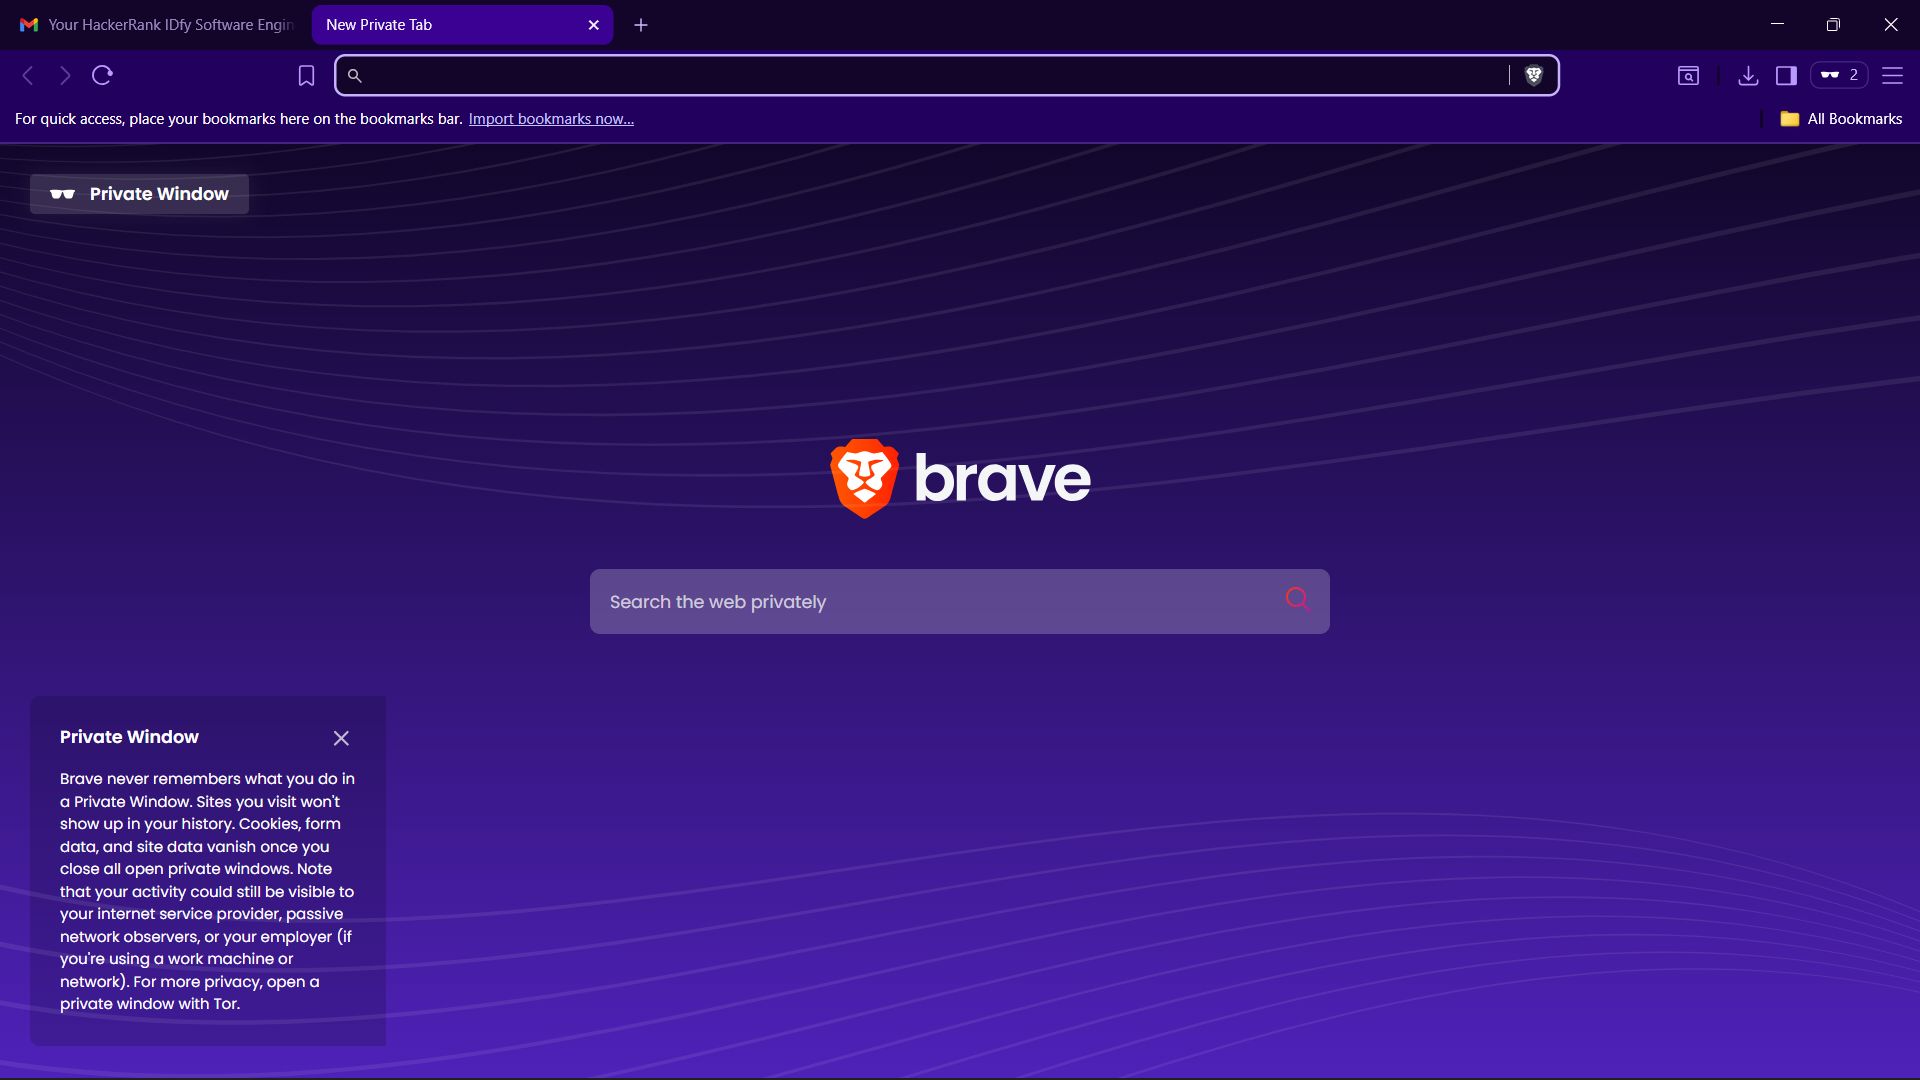 Your HackerRank IDfy Software Engin
New Private Tab
2
For quick access, place your bookmarks here on the bookmarks bar. Import bookmarks now...
All Bookmarks
Private Window
brave
Search the web privately
Private Window
Brave never remembers what you do in
a Private Window. Sites you visit won't
show up in your history. Cookies, form
data, and site data vanish once you
close all open private windows. Note
that your activity could still be visible to
your internet service provider, passive
network observers, or your employer (if
you're using a work machine or
network). For more privacy, open a
private window with Tor.